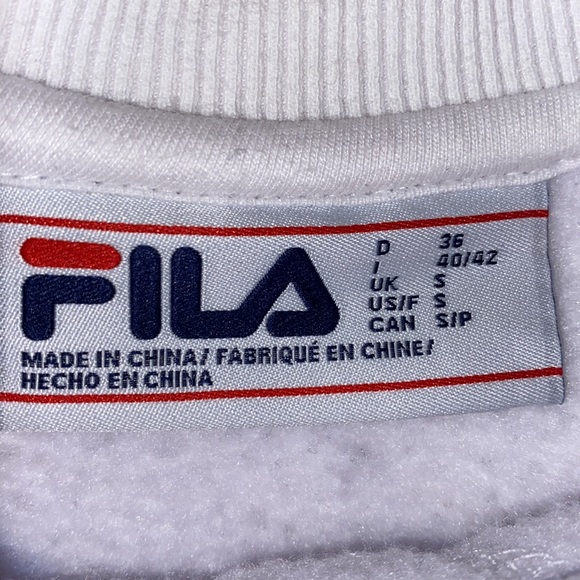 FILA
D 36
I 40/42
UK S
US/F S
CAN S/P
MADE IN CHINA/ FABRIQUÉ EN CHINE/
HECHO EN CHINA